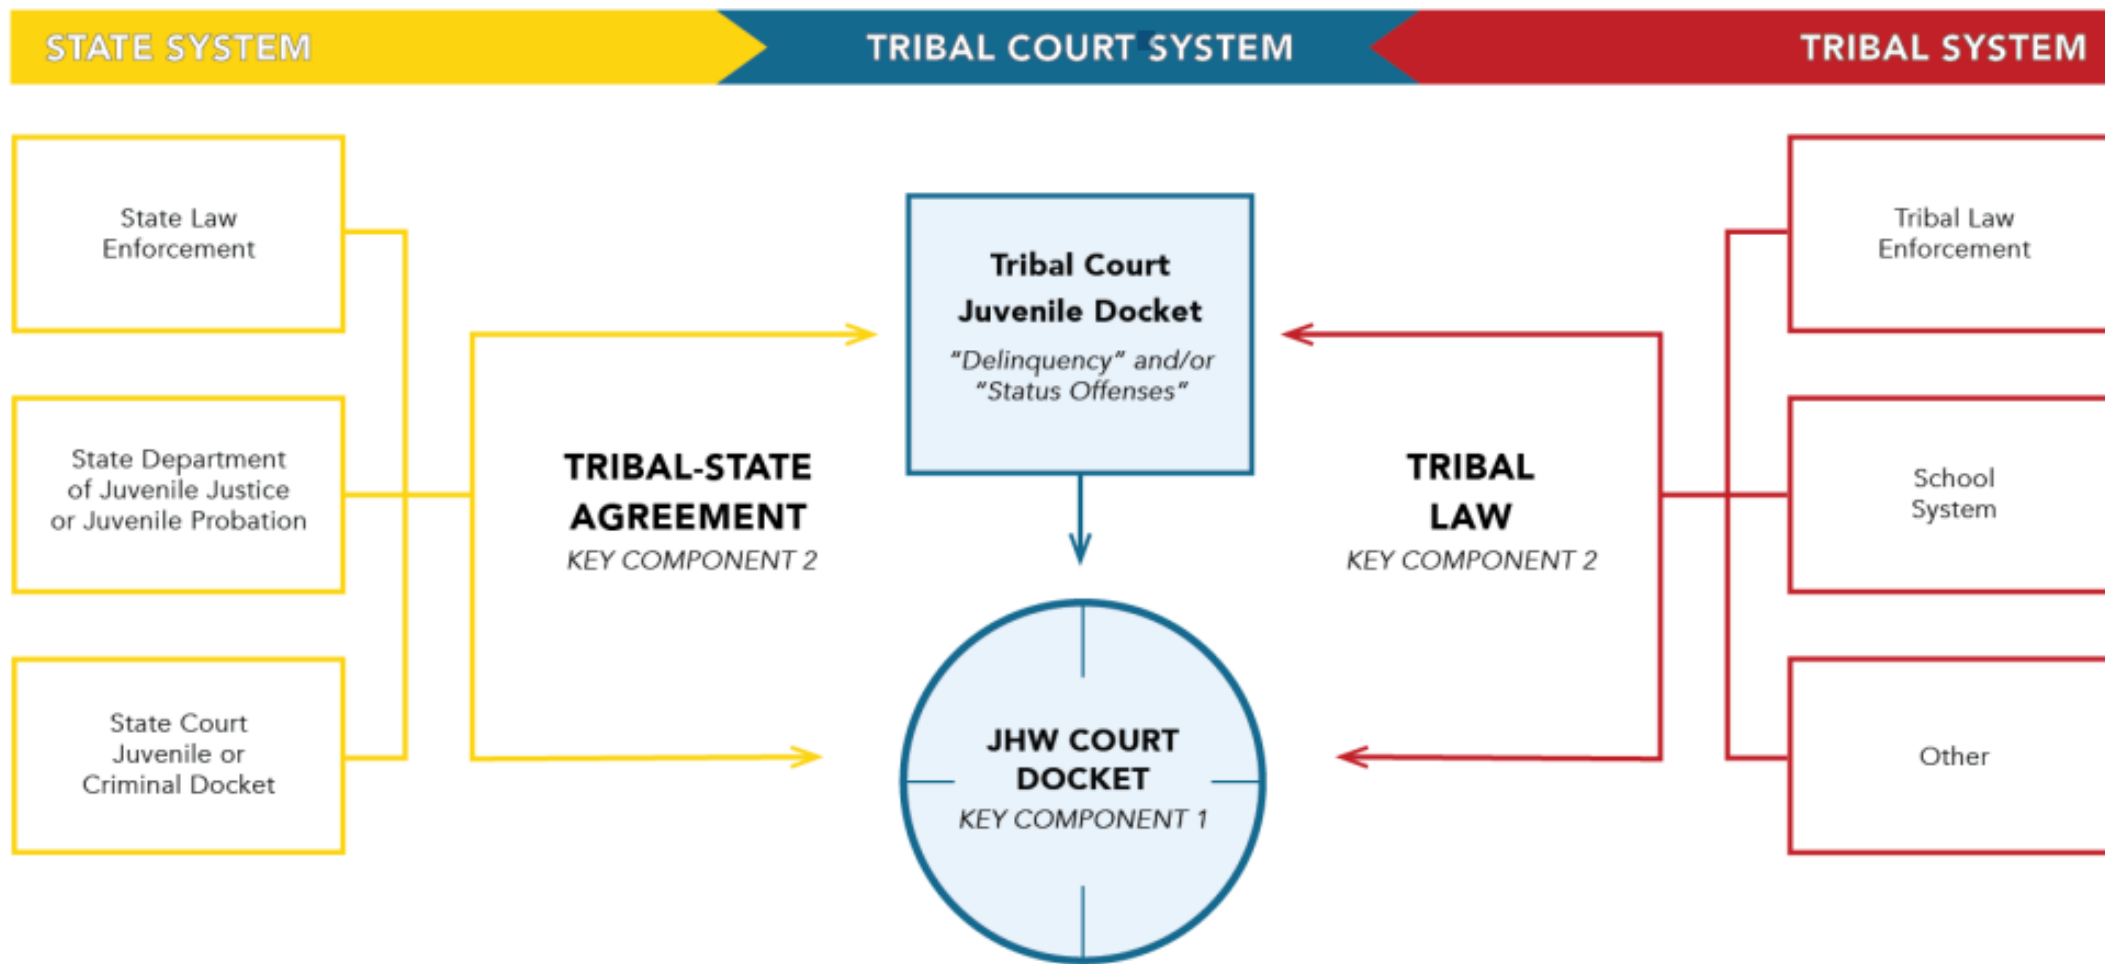 STATE SYSTEM
TRIBAL COURT SYSTEM
TRIBAL SYSTEM
State Law
Enforcement
State Department
of Juvenile Justice
or Juvenile Probation
State Court
Juvenile or
Criminal Docket
TRIBAL-STATE
AGREEMENT
KEY COMPONENT 2
Tribal Court
Juvenile Docket
"Delinquency" and/or
"Status Offenses"
JHW COURT
DOCKET
KEY COMPONENT 1
TRIBAL
LAW
KEY COMPONENT 2
Tribal Law
Enforcement
School
System
Other